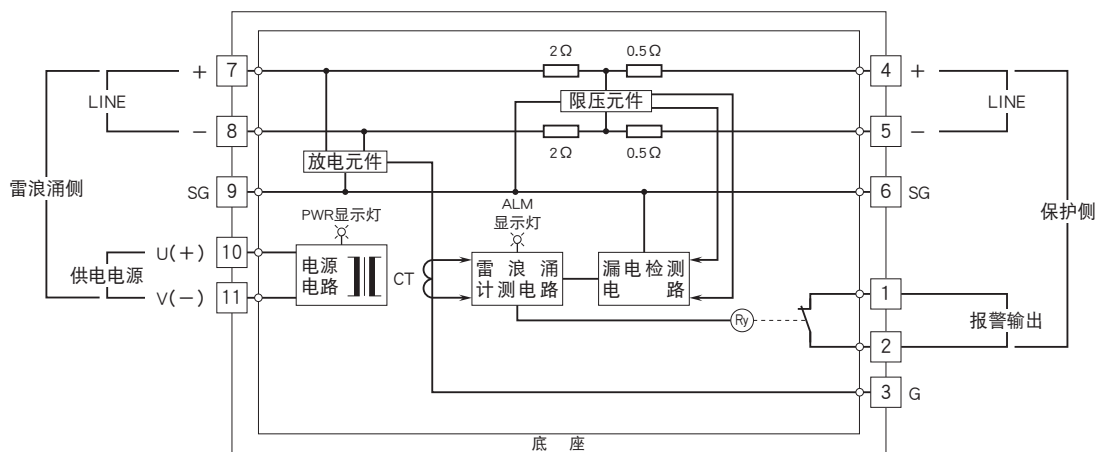 2Ω
0.5Ω
+
7
4
+
LINE
限压元件
LINE
−
8
5
−
2Ω
0.5Ω
放电元件
雷浪涌侧
SG
9
6
SG
ALM
显示灯
PWR显示灯
保护侧
U(+)
10
供电电源
电源
电路
CT
雷浪涌
计测电路
漏电检测
电路
V(−)
11
1
Ry
报警输出
2
3
G
底座